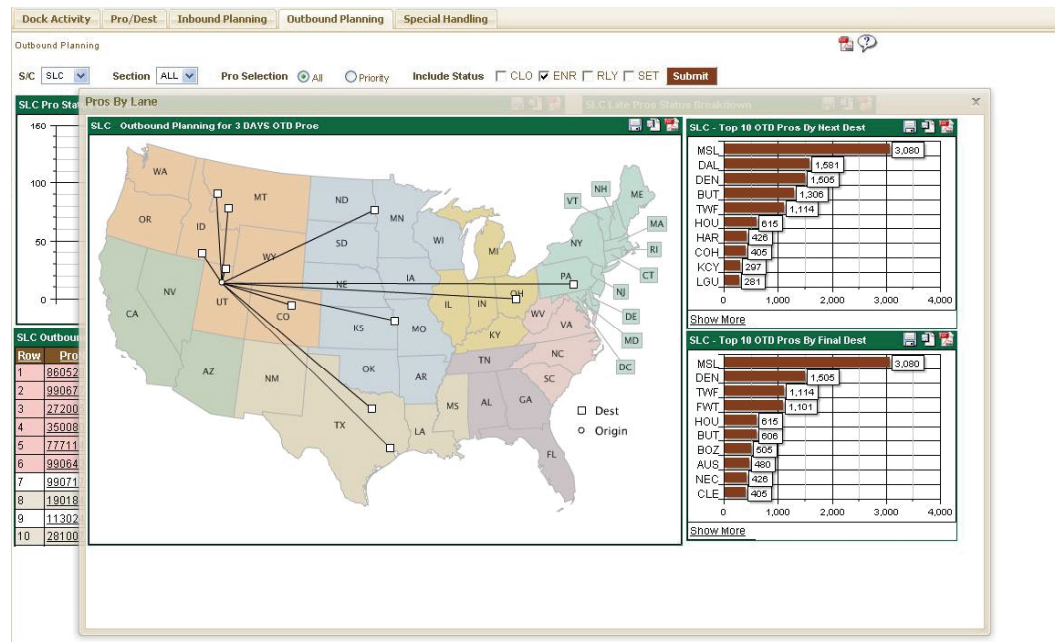 Dock Activity Pro/Dest Inbound Planning Outbound Planning Special Handling
Outbound Planning
S/C SLC Section ALL Pro Selection All Priority Include Status CLO ENR RLY SET Submit
SLC Pro Stat
SLC Late Pros Status Breakdown
Pros By Lane
160
100
50
0
SLC Outboun
Row Pro
1 86052
2 99067
3 27200
4 35008
5 77711
6 99064
7 99071
8 19018
9 11302
10 28100
SLC Outbound Planning for 3 DAYS OTD Proe
WA
MT
ND
MN
OR
ID
WY
SD
WI
MI
NH
VT
ME
MA
NY
RI
CT
PA
NJ
DE
MD
DC
NV
UT
CO
NE
IA
IL
IN
OH
WV
VA
KY
CA
KS
MO
AZ
NM
OK
AR
TN
NC
SC
TX
LA
MS
AL
GA
FL
Dest
Origin
SLC - Top 10 OTD Pros Dy Next Dest
MSL 3,080
DAL 1,581
DEN 1,505
BUT 1,306
TWF 1,114
HOU 615
HAR 426
COH 405
KCY 297
LGU 281
0 1,000 2,000 3,000 4,000
Show More
SLC - Top 10 OTD Pros By Final Dest
MSL 3,080
DEN 1,505
TWF 1,114
FWT 1,101
HOU 615
BUT 606
BOZ 505
AUS 480
NEC 426
CLE 405
0 1,000 2,000 3,000 4,000
Show More